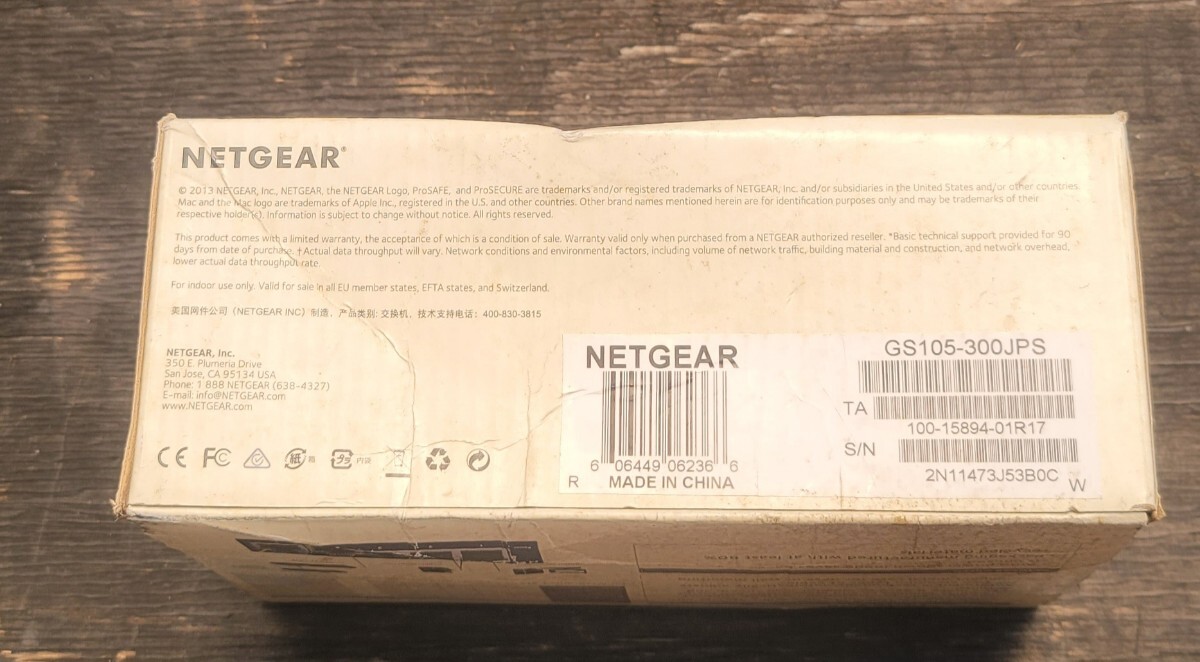 NETGEAR®
© 2013 NETGEAR, Inc., NETGEAR, the NETGEAR Logo, ProSAFE, and ProSECURE are trademarks and/or registered trademarks of NETGEAR, Inc. and/or subsidiaries in the United States and/or other countries.
Mac and the Mac logo are trademarks of Apple Inc., registered in the U.S. and other countries. Other brand names mentioned herein are for identification purposes only and may be trademarks of their
respective holder(s). Information is subject to change without notice. All rights reserved.
This product comes with a limited warranty, the acceptance of which is a condition of sale. Warranty valid only when purchased from a NETGEAR authorized reseller. *Basic technical support provided for 90
days from date of purchase. †Actual data throughput will vary. Network conditions and environmental factors, including volume of network traffic, building material and construction, and network overhead,
lower actual data throughput rate.
For indoor use only. Valid for sale in all EU member states, EFTA states, and Switzerland.
美国网件公司（NETGEAR INC）制造，产品类别: 交换机，技术支持电话：400-830-3815
NETGEAR, Inc.
350 E. Plumeria Drive
San Jose, CA 95134 USA
Phone: 1 888 NETGEAR (638-4327)
E-mail: info@NETGEAR.com
www.NETGEAR.com
CE FC 紙 箱 プラ 内袋
NETGEAR
6 06449 06236 6
R MADE IN CHINA
GS105-300JPS
TA
100-15894-01R17
S/N
2N11473J53B0C W